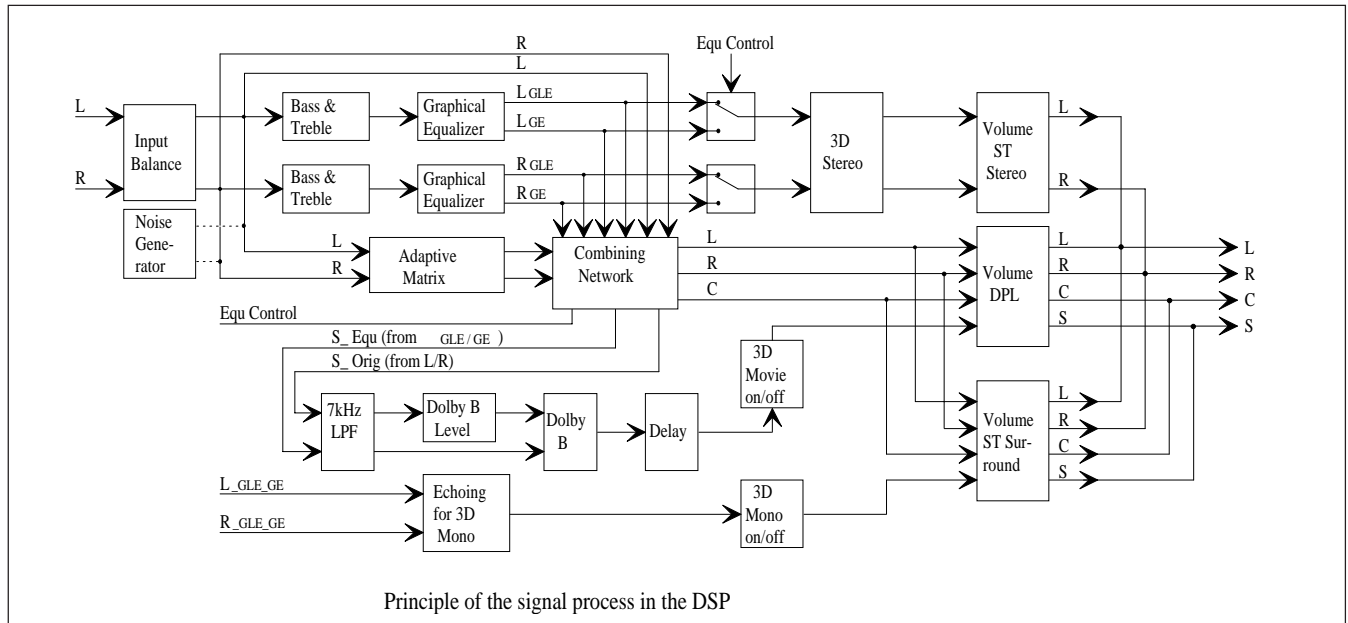 R
Equ Control
L
L
Bass &
Treble
Graphical
Equalizer
L GLE
L GE
Input
Balance
3D
Stereo
Volume
ST
Stereo
L
R
R
Bass &
Treble
Graphical
Equalizer
R GLE
R GE
Noise
Gene-
rator
L
R
Adaptive
Matrix
Combining
Network
L
R
C
Volume
DPL
L
R
C
S
L
R
C
S
Equ Control
S_ Equ (from GLE / GE )
S_ Orig (from L/R)
3D
Movie
on/off
7kHz
LPF
Dolby B
Level
Dolby
B
Delay
Volume
ST Sur-
round
L
R
C
S
L_GLE_GE
R_GLE_GE
Echoing
for 3D
Mono
3D
Mono
on/off
Principle of the signal process in the DSP